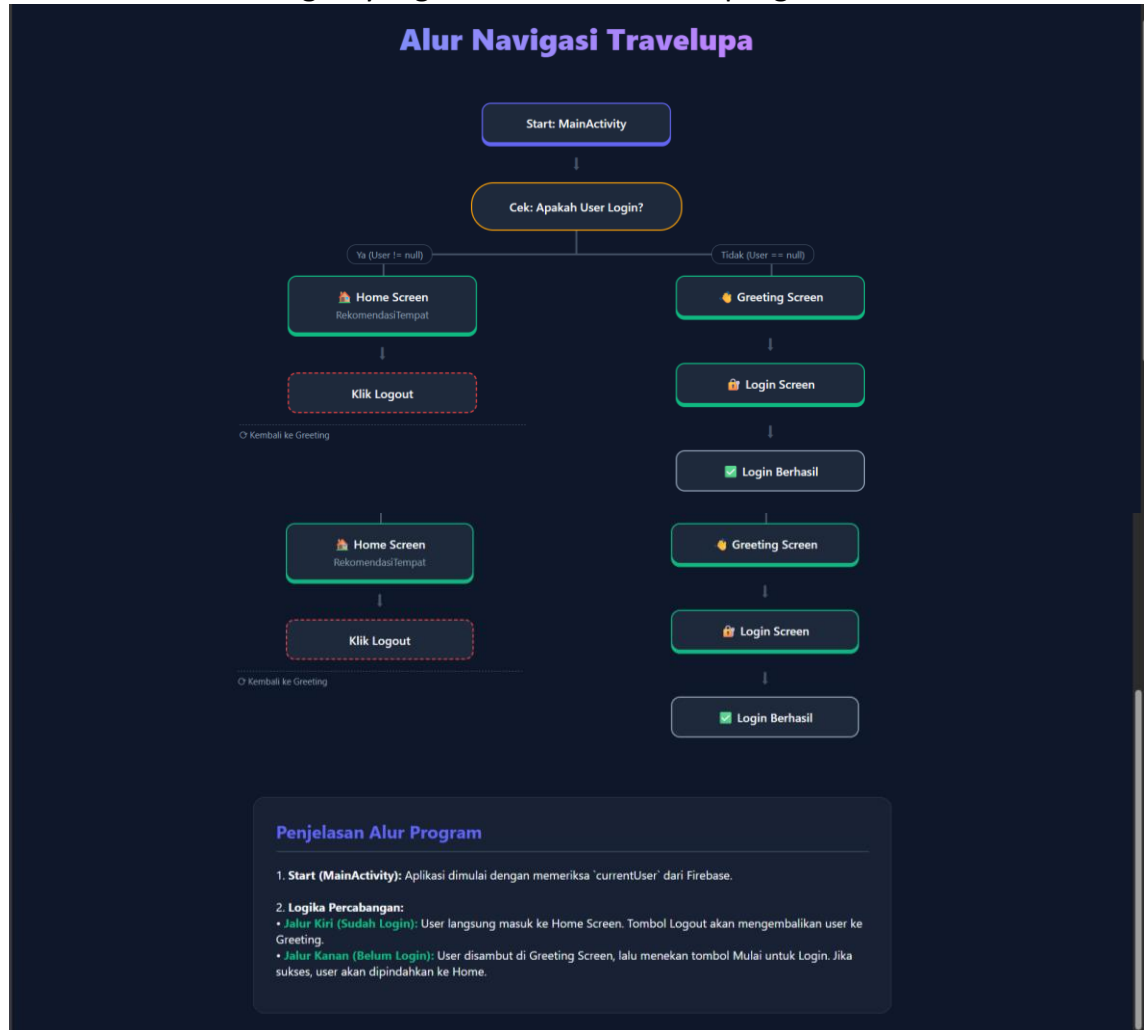 Alur Navigasi Travelupa
Start: MainActivity
Cek: Apakah User Login?
Ya (User != null)
Tidak (User == null)
Home Screen
RekomendasiTempat
Greeting Screen
Klik Logout
Login Screen
⟳ Kembali ke Greeting
Login Berhasil
Home Screen
RekomendasiTempat
Greeting Screen
Klik Logout
Login Screen
⟳ Kembali ke Greeting
Login Berhasil
Penjelasan Alur Program
1. Start (MainActivity): Aplikasi dimulai dengan memeriksa `currentUser` dari Firebase.
2. Logika Percabangan:
• Jalur Kiri (Sudah Login): User langsung masuk ke Home Screen. Tombol Logout akan mengembalikan user ke
Greeting.
• Jalur Kanan (Belum Login): User disambut di Greeting Screen, lalu menekan tombol Mulai untuk Login. Jika
sukses, user akan dipindahkan ke Home.